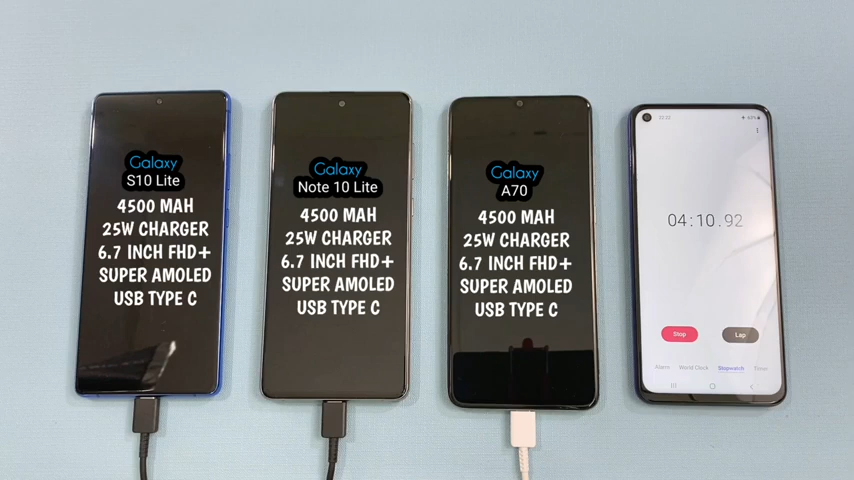 Galaxy
S10 Lite
4500 MAH
25W CHARGER
6.7 INCH FHD+
SUPER AMOLED
USB TYPE C
Galaxy
Note 10 Lite
4500 MAH
25W CHARGER
6.7 INCH FHD+
SUPER AMOLED
USB TYPE C
Galaxy
A70
4500 MAH
25W CHARGER
6.7 INCH FHD+
SUPER AMOLED
USB TYPE C
04:10.92
Stop Lap
Alarm World Clock Stopwatch Timer